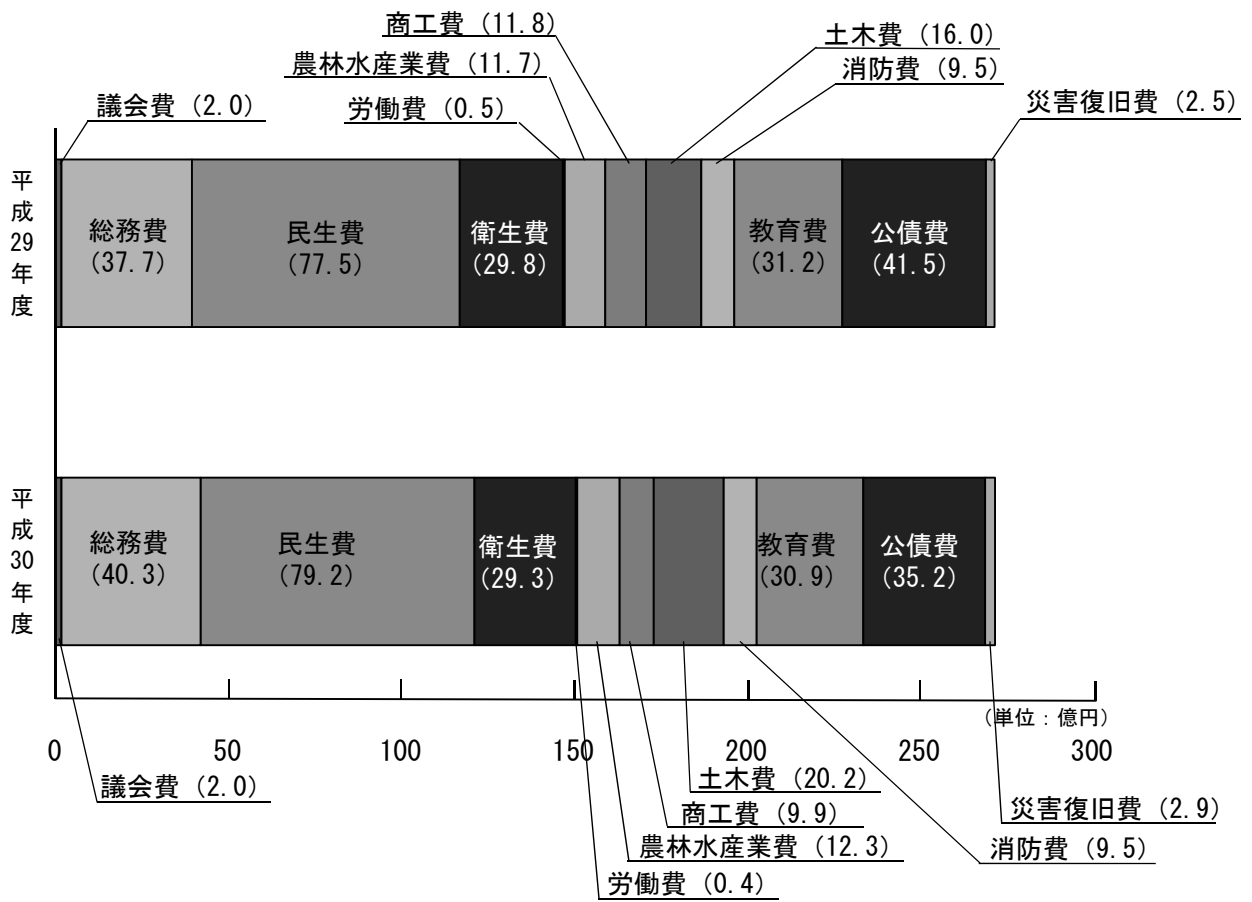 商工費（11.8）
農林水産業費（11.7）
労働費（0.5）
議会費（2.0）
土木費（16.0）
消防費（9.5）
災害復旧費（2.5）
平成29年度
総務費
（37.7）
民生費
（77.5）
衛生費
（29.8）
教育費
（31.2）
公債費
（41.5）
平成30年度
総務費
（40.3）
民生費
（79.2）
衛生費
（29.3）
教育費
（30.9）
公債費
（35.2）
（単位：億円）
0 50 100 150 200 250 300
議会費（2.0）
土木費（20.2）
商工費（9.9）
農林水産業費（12.3）
労働費（0.4）
災害復旧費（2.9）
消防費（9.5）